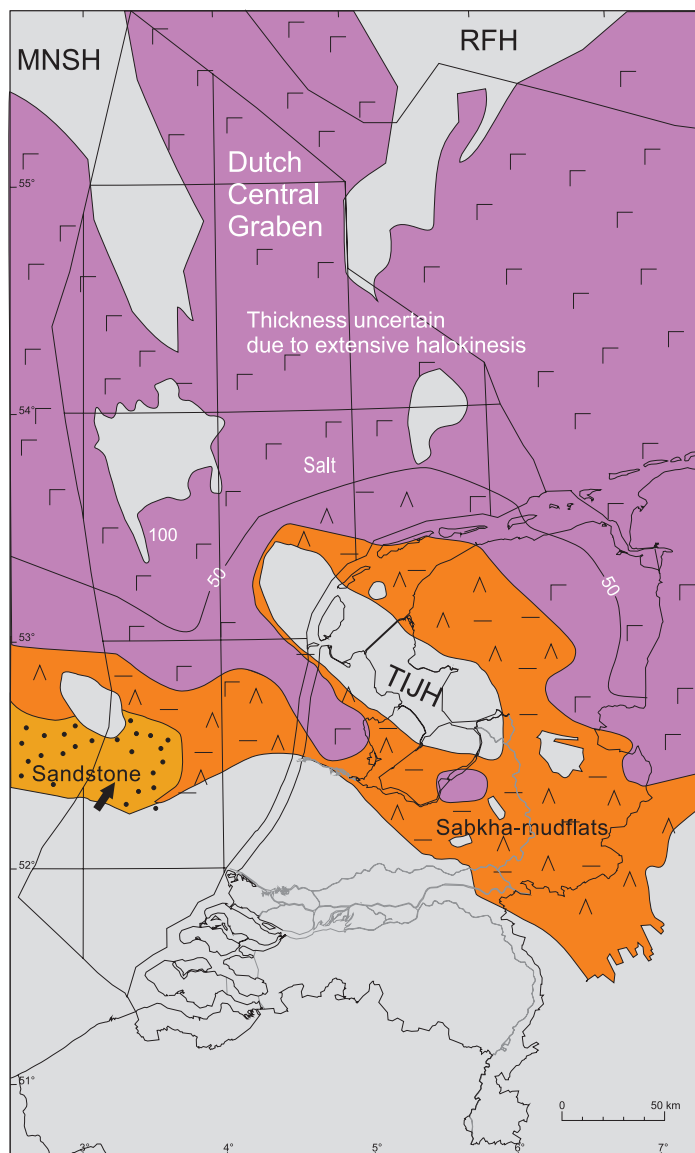 MNSH
RFH
Dutch
Central
Graben
55°
Thickness uncertain
due to extensive halokinesis
54°
Salt
100
50
50
53°
TIJH
Sandstone
Sabkha-mudflats
52°
51°
0
50 km
3°
4°
5°
6°
7°